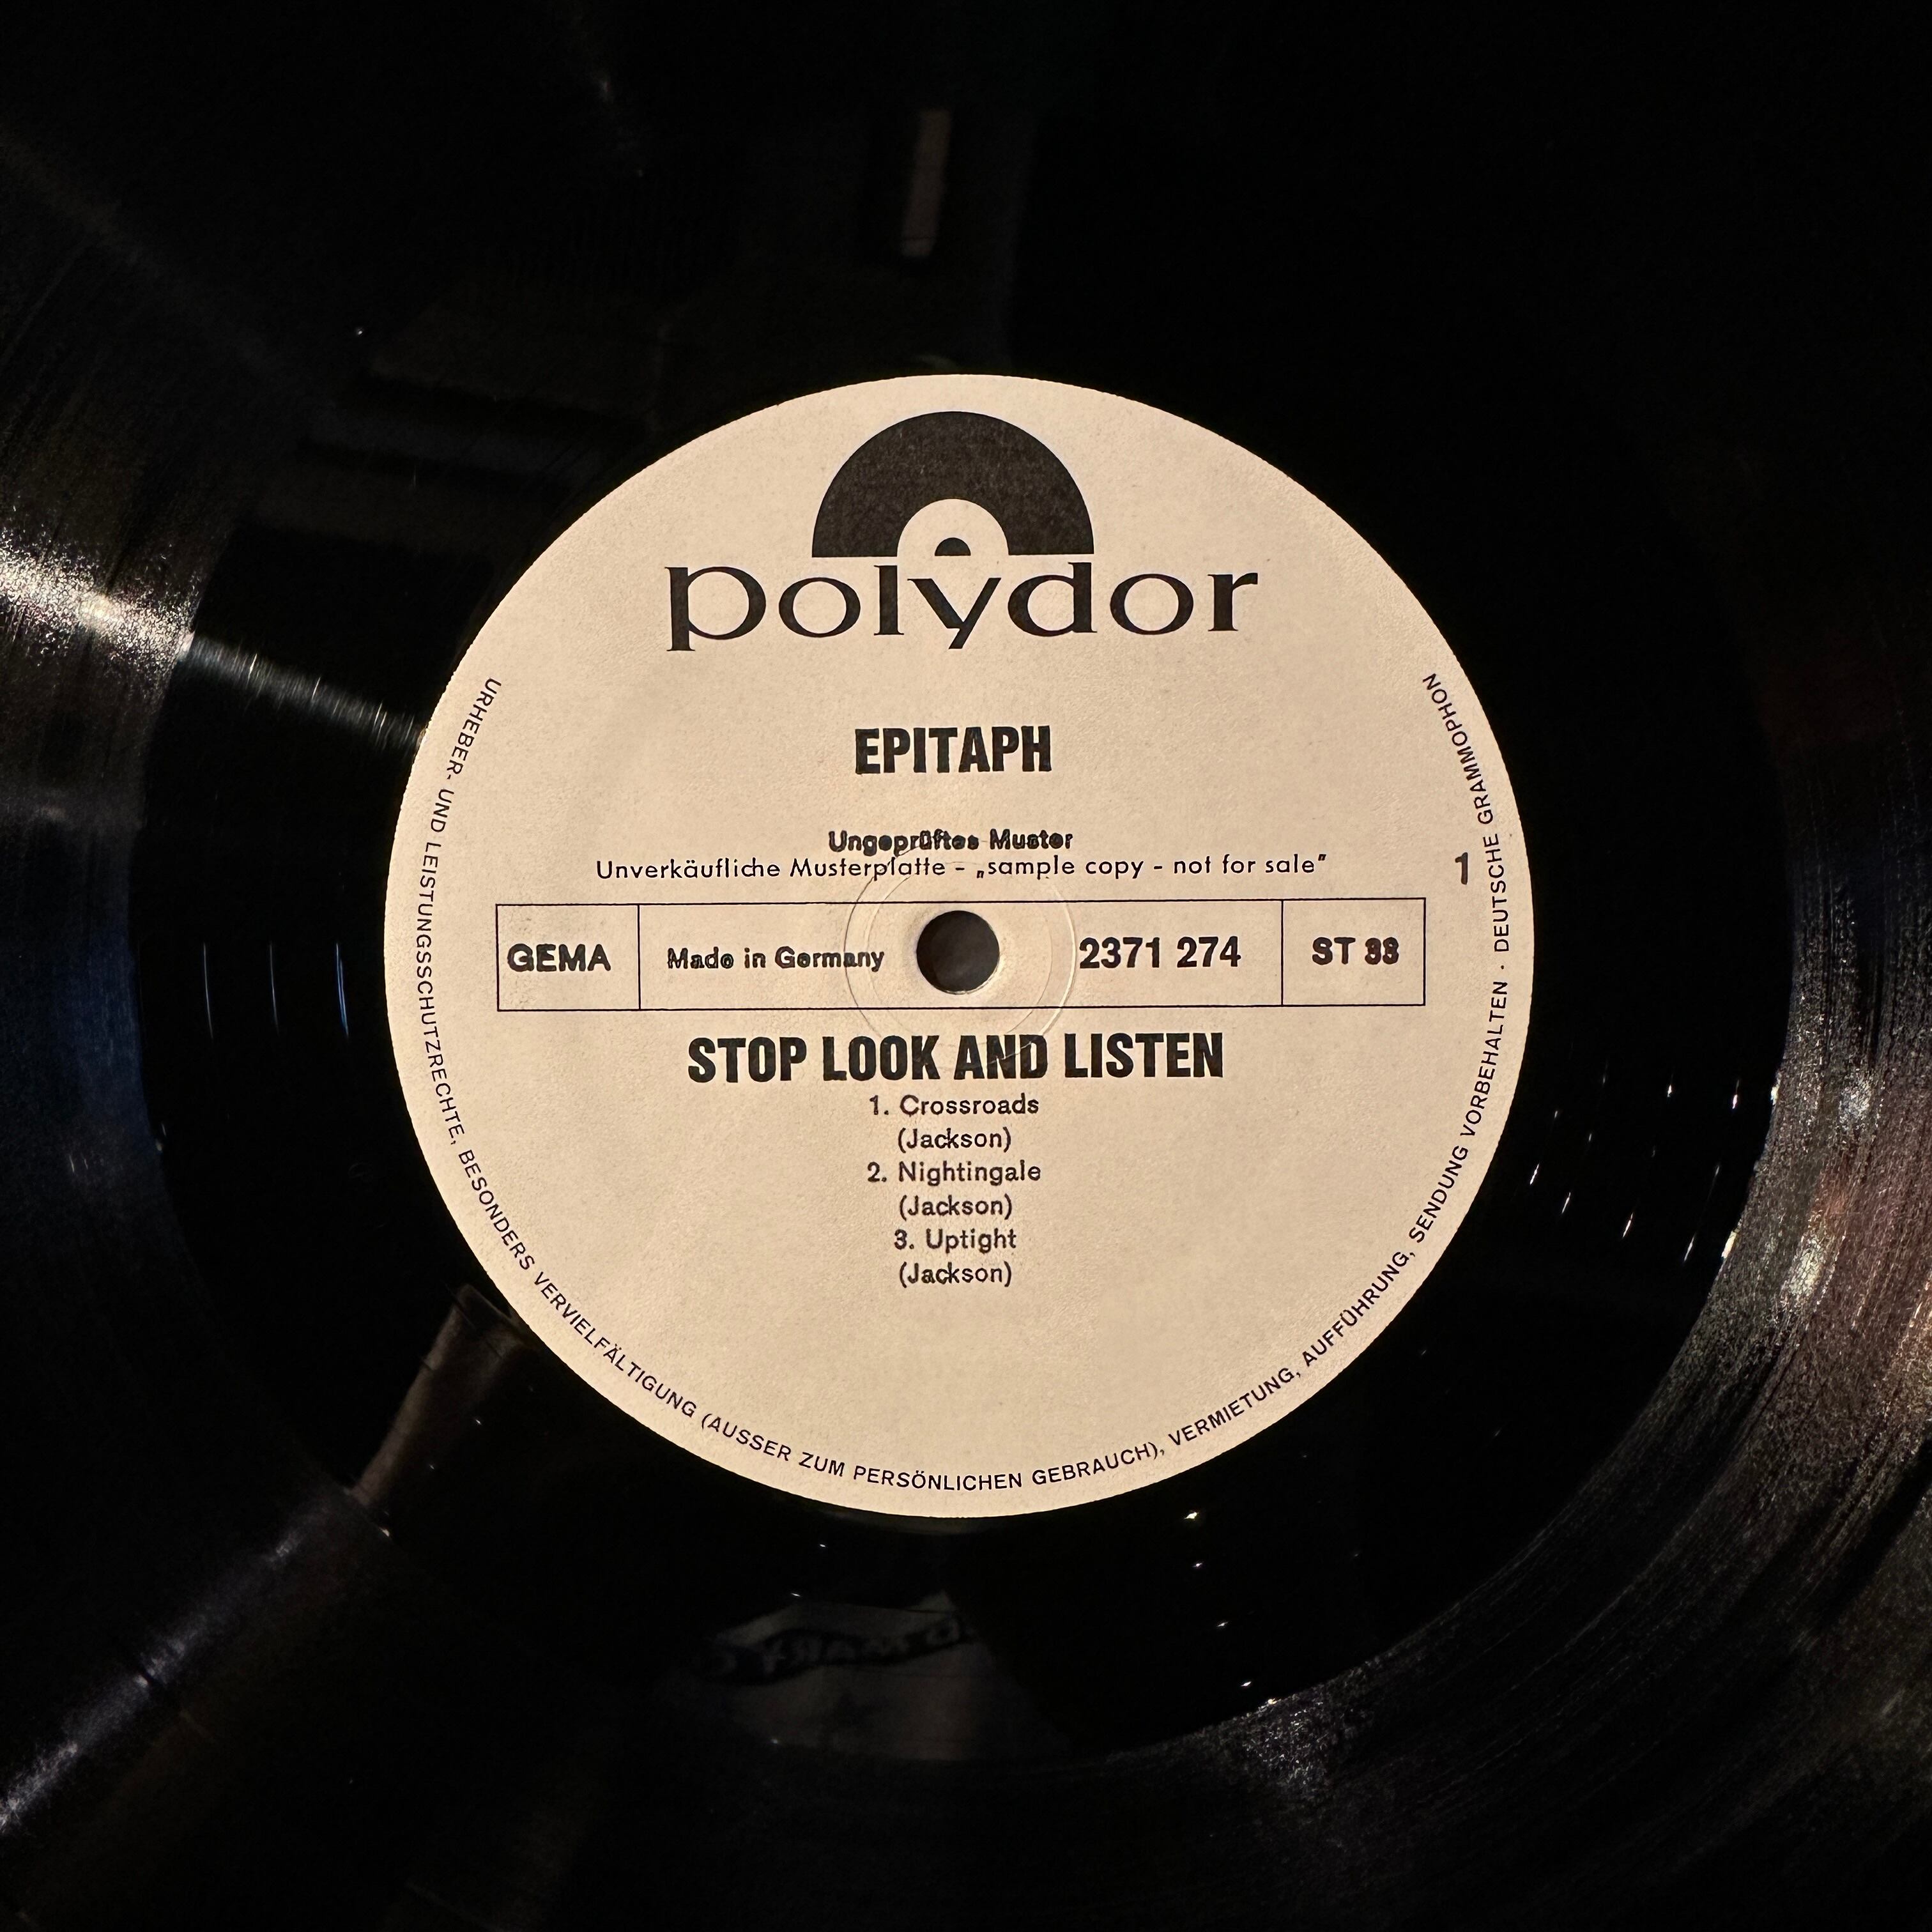 polydor
EPITAPH
Ungeprüftes Muster
Unverkäufliche Musterplatte - „sample copy - not for sale"
1
GEMA
Made in Germany
2371 274
ST 33
STOP LOOK AND LISTEN
1. Crossroads
(Jackson)
2. Nightingale
(Jackson)
3. Uptight
(Jackson)
URHEBER- UND LEISTUNGSSCHUTZRECHTE, BESONDERS VERVIELFÄLTIGUNG (AUSSER ZUM PERSÖNLICHEN GEBRAUCH), VERMIETUNG, AUFFÜHRUNG, SENDUNG VORBEHALTEN · DEUTSCHE GRAMMOPHON